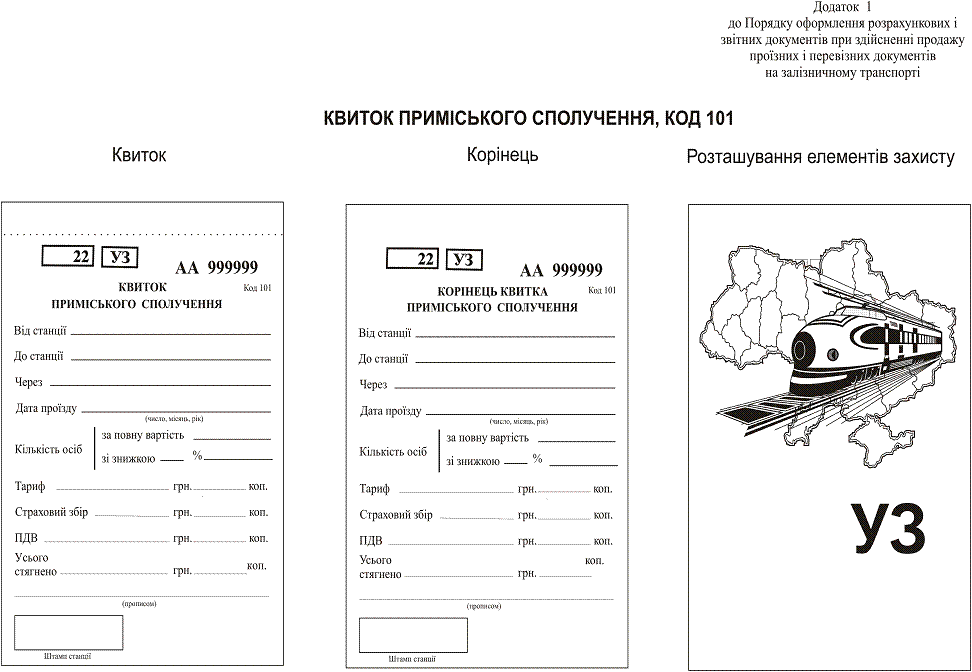 Додаток 1
до Порядку оформлення розрахункових і
звітних документів при здійсненні продажу
проїзних і перевізних документів
на залізничному транспорті
КВИТОК ПРИМІСЬКОГО СПОЛУЧЕННЯ, КОД 101
Квиток
22 УЗ
АА 999999
КВИТОК Код 101
ПРИМІСЬКОГО СПОЛУЧЕННЯ
Від станції
До станції
Через
Дата проїзду
(число, місяць, рік)
Кількість осіб
за повну вартість
зі знижкою %
Тариф грн. коп.
Страховий збір грн. коп.
ПДВ грн. коп.
Усього
стягнено грн. коп.
(прописом)
Штамп станції
Корінець
22 УЗ
АА 999999
КОРІНЕЦЬ КВИТКА Код 101
ПРИМІСЬКОГО СПОЛУЧЕННЯ
Від станції
До станції
Через
Дата проїзду
(число, місяць, рік)
Кількість осіб
за повну вартість
зі знижкою %
Тариф грн. коп.
Страховий збір грн. коп.
ПДВ грн. коп.
Усього коп.
стягнено грн.
(прописом)
Штамп станції
Розташування елементів захисту
УЗ